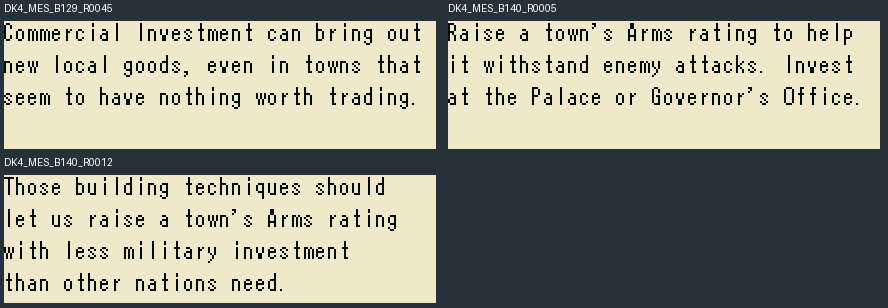 DK4_MES_B129_R0045
Commercial Investment can bring out
new local goods, even in towns that
seem to have nothing worth trading.
DK4_MES_B140_R0005
Raise a town's Arms rating to help
it withstand enemy attacks.  Invest
at the Palace or Governor's Office.
DK4_MES_B140_R0012
Those building techniques should
let us raise a town's Arms rating
with less military investment
than other nations need.